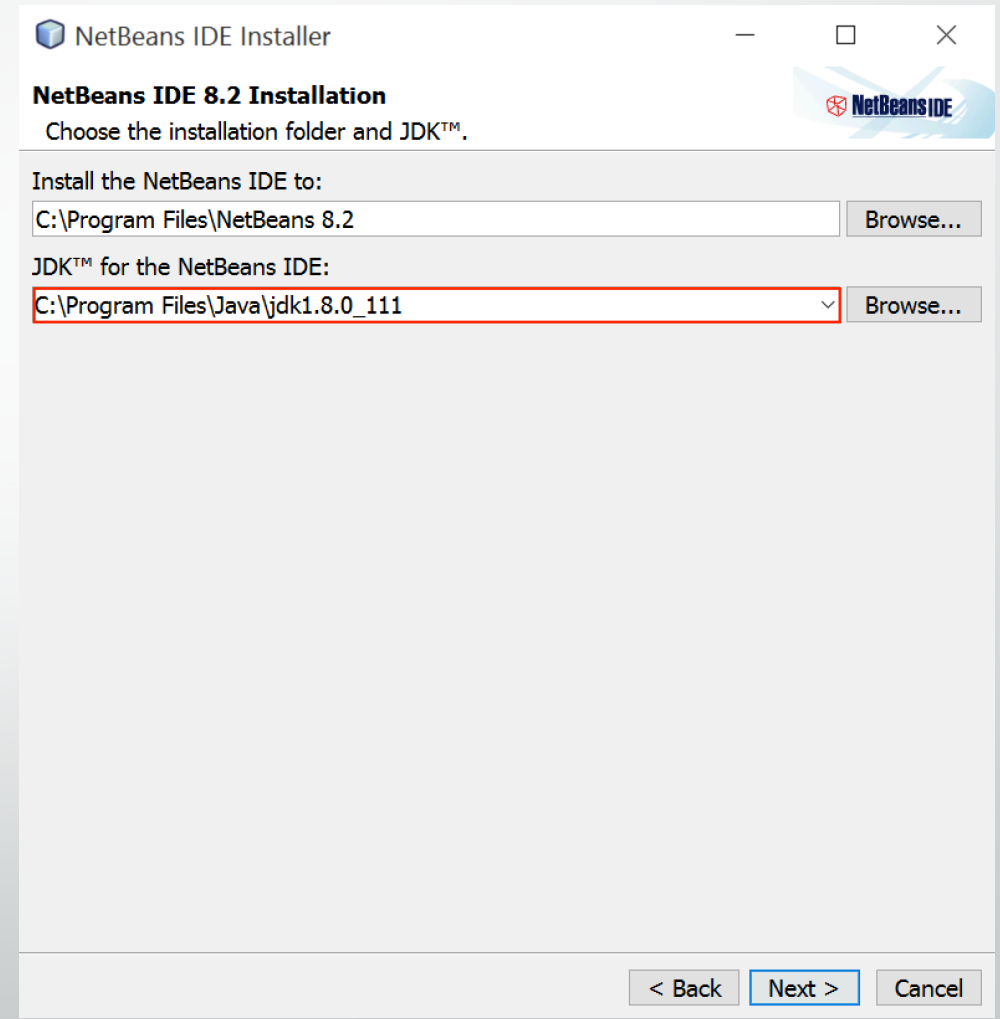 NetBeans IDE Installer
NetBeans IDE 8.2 Installation
Choose the installation folder and JDK™.
NetBeans IDE
Install the NetBeans IDE to:
C:\Program Files\NetBeans 8.2 Browse...
JDK™ for the NetBeans IDE:
C:\Program Files\Java\jdk1.8.0_111 Browse...
< Back Next > Cancel